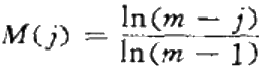 M(j) = ln(m − j) / ln(m − 1)